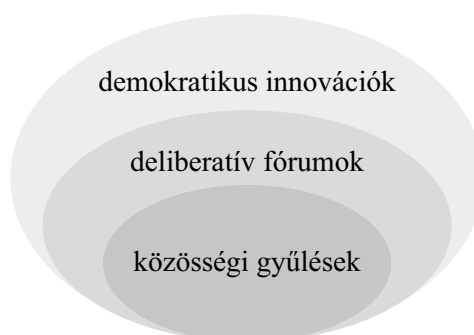 demokratikus innovációk
deliberatív fórumok
közösségi gyűlések